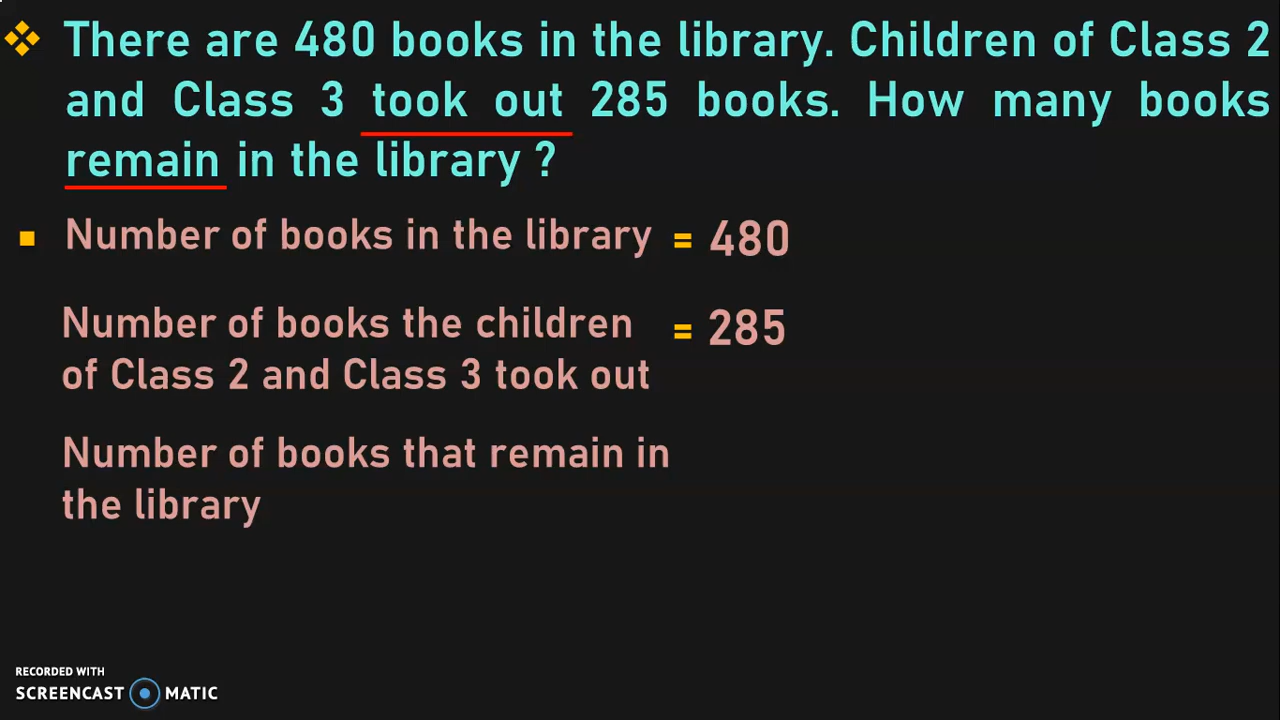 There are 480 books in the library. Children of Class 2
and Class 3 took out 285 books. How many books
remain in the library ?
Number of books in the library = 480
Number of books the children = 285
of Class 2 and Class 3 took out
Number of books that remain in
the library
RECORDED WITH
SCREENCAST MATIC